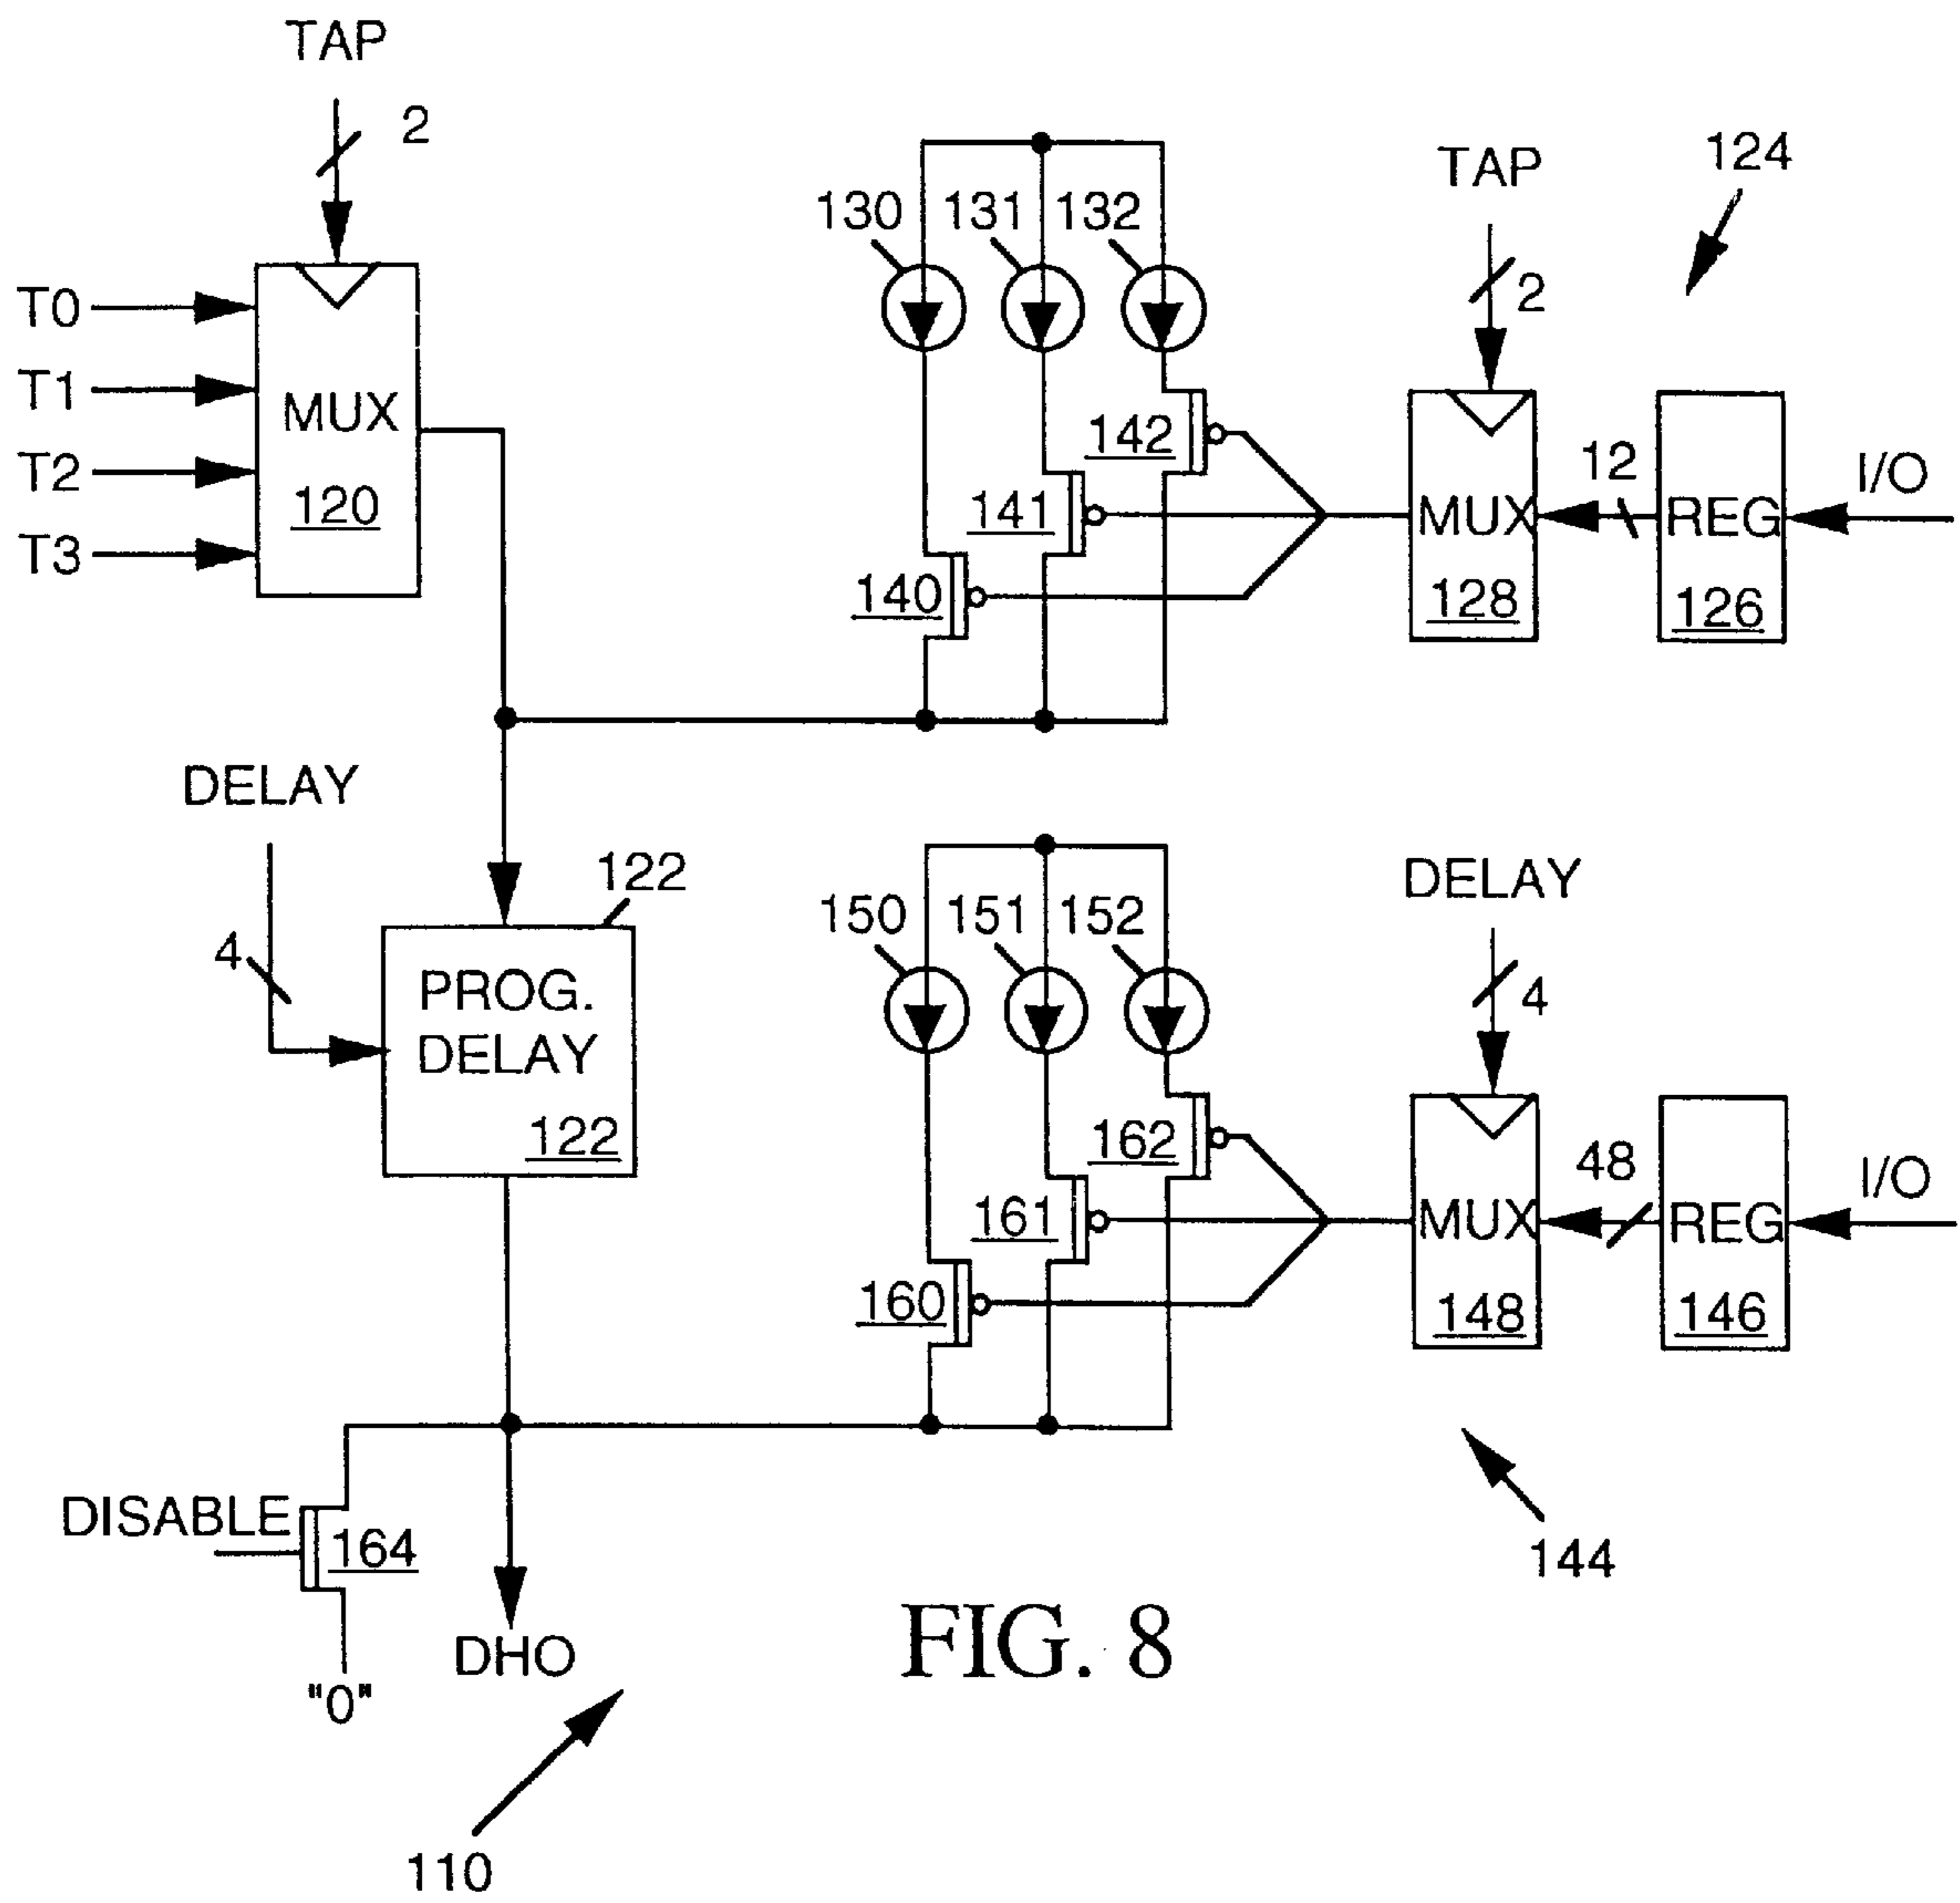 TAP
2
130 131 132
TAP
124
T0
T1
T2
T3
MUX
120
142
141
140
2
MUX
128
12
REG
126
I/O
DELAY
4
122
PROG.
DELAY
122
150 151 152
DELAY
4
162
161
160
MUX
148
48
REG
146
I/O
DISABLE
164
"0"
DHO
144
FIG. 8
110